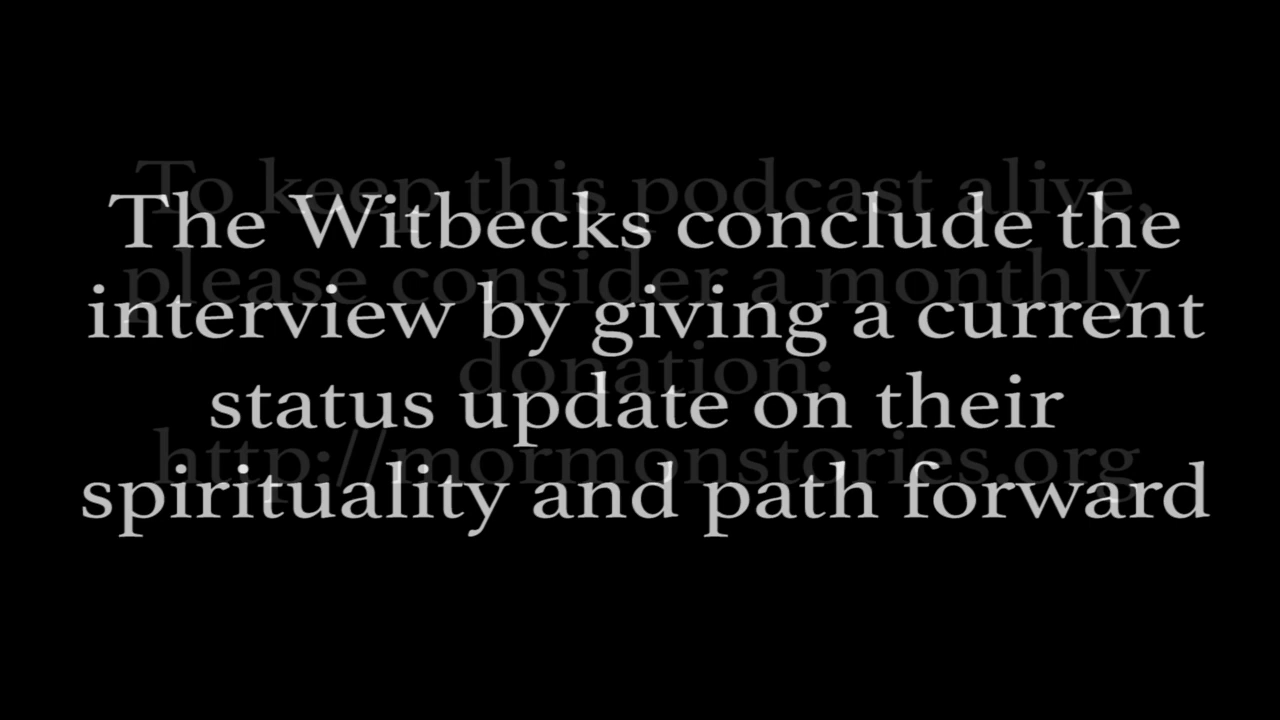 To keep this podcast alive,
please consider a monthly
donation:
http://mormonstories.org
The Witbecks conclude the
interview by giving a current
status update on their
spirituality and path forward